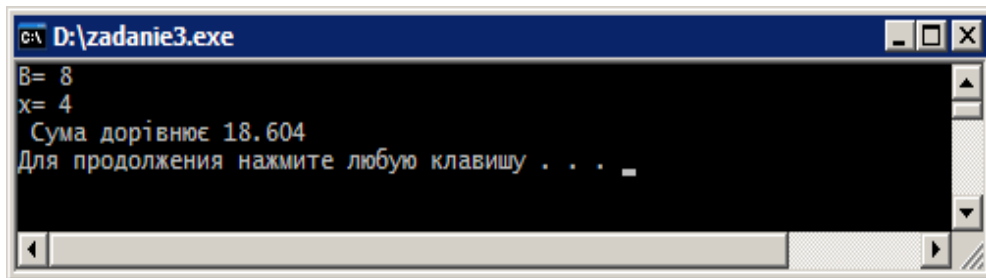 D:\zadanie3.exe
B= 8
x= 4
Сума дорівнює 18.604
Для продолжения нажмите любую клавишу . . . _